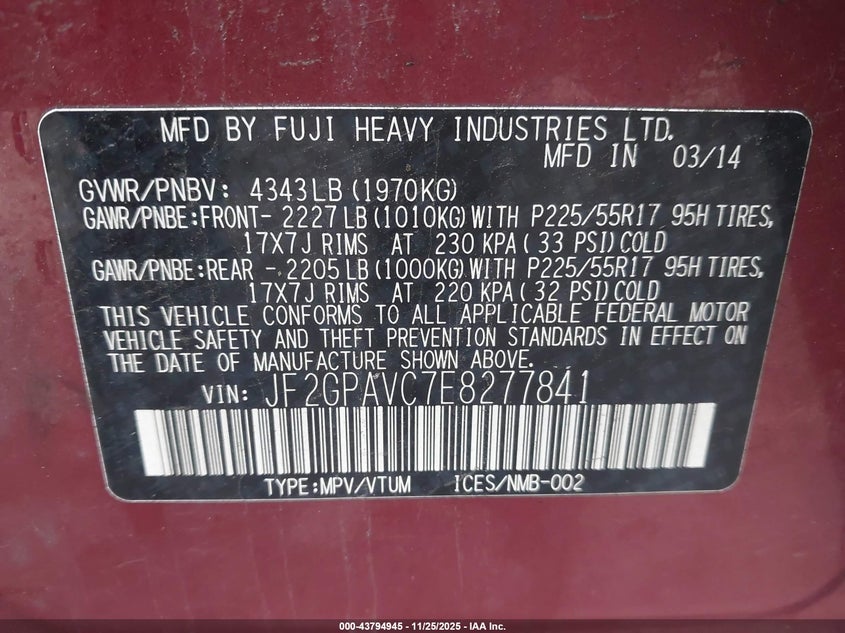 MFD BY FUJI HEAVY INDUSTRIES LTD.
MFD IN 03/14
GVWR/PNBV: 4343LB (1970KG)
GAWR/PNBE:FRONT- 2227LB (1010KG) WITH P225/55R17 95H TIRES,
17X7J RIMS AT 230 KPA ( 33 PSI) COLD
GAWR/PNBE:REAR - 2205LB (1000KG) WITH P225/55R17 95H TIRES,
17X7J RIMS AT 220 KPA ( 32 PSI) COLD
THIS VEHICLE CONFORMS TO ALL APPLICABLE FEDERAL MOTOR
VEHICLE SAFETY AND THEFT PREVENTION STANDARDS IN EFFECT ON
THE DATE OF MANUFACTURE SHOWN ABOVE.
VIN: JF2GPAVC7E8277841
TYPE:MPV/VTUM ICES/NMB-002
000-43794945 - 11/25/2025 - IAA Inc.